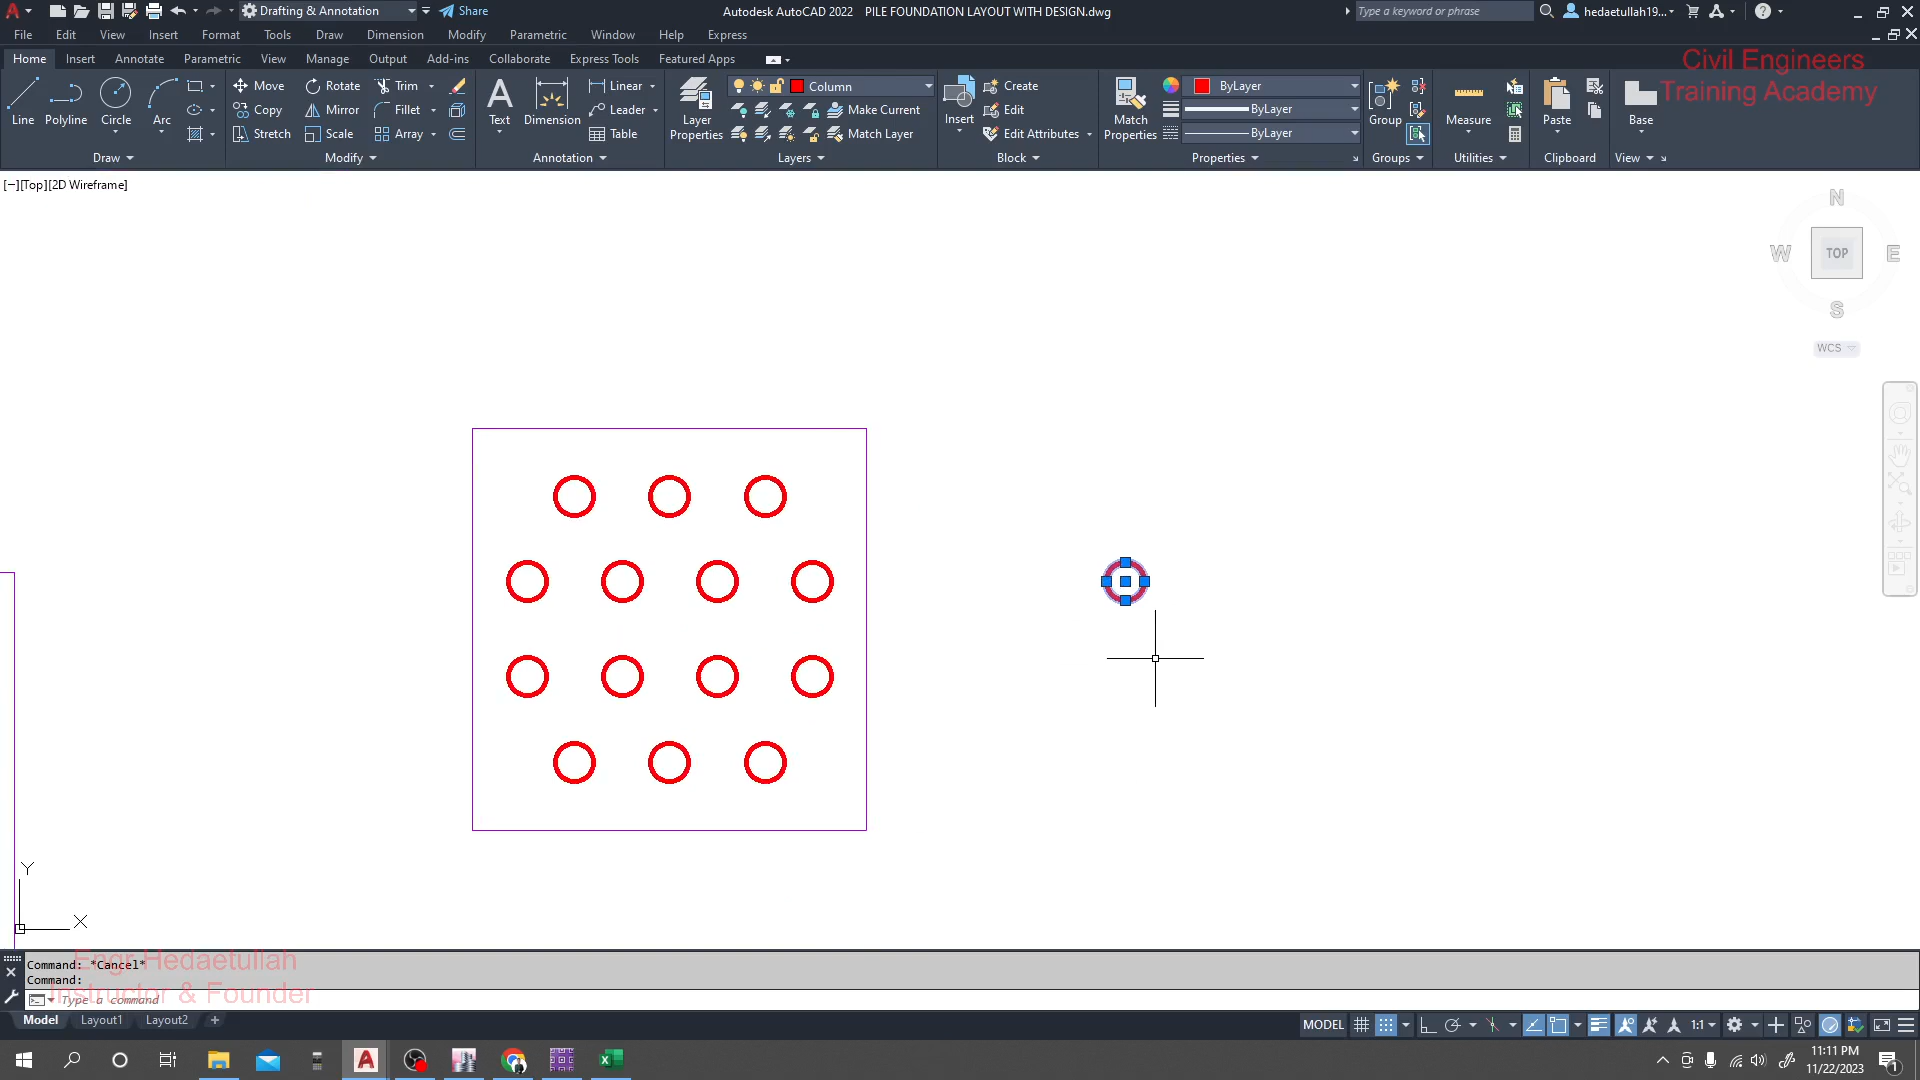 Drafting & Annotation
Share
Autodesk AutoCAD 2022 PILE FOUNDATION LAYOUT WITH DESIGN.dwg
Type a keyword or phrase
hedaetullah19...
File Edit View Insert Format Tools Draw Dimension Modify Parametric Window Help Express
Home Insert Annotate Parametric View Manage Output Add-ins Collaborate Express Tools Featured Apps
Civil Engineers
Training Academy
Line Polyline Circle Arc
Move Rotate Trim
Copy Mirror Fillet
Stretch Scale Array
Text Dimension
Linear
Leader
Table
Layer
Properties
Column
Make Current
Match Layer
Insert
Create
Edit
Edit Attributes
Match
Properties
ByLayer
ByLayer
ByLayer
Group
Measure
Paste
Base
Draw Modify Annotation Layers Block Properties Groups Utilities Clipboard View
[−][Top][2D Wireframe]
N
W TOP E
S
WCS
Y
X
Command: *Cancel*
Command:
Type a command
Engr.Hedaetullah
Instructor & Founder
Model Layout1 Layout2 +
MODEL
1:1
11:11 PM
11/22/2023
1